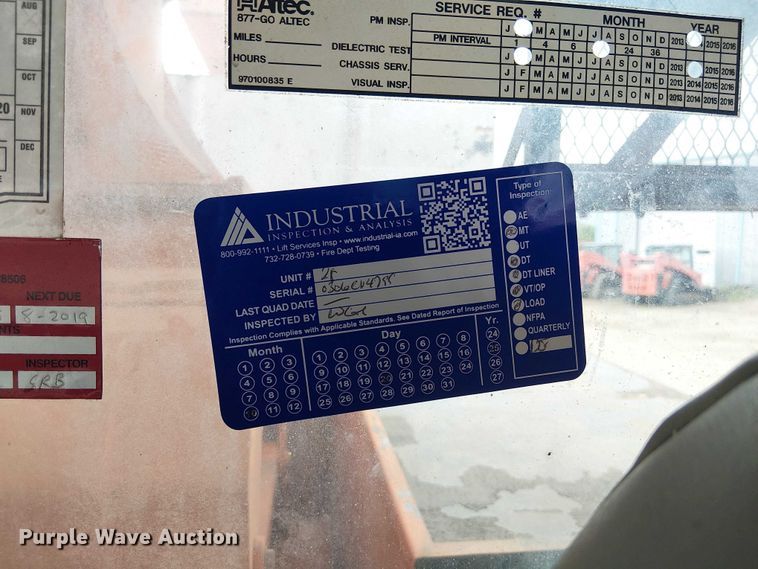 Altec.
877-GO ALTEC
MILES
HOURS
970100835 E
SERVICE REQ. # MONTH YEAR
PM INSP. J M A M J J A S O N D 2013 2015 2016
PM INTERVAL 1 4 6 24 36
DIELECTRIC TEST J M A M J J A S O N D 2013 2015 2016
CHASSIS SERV. J F M A M J J A S O N D 2013 2014 2015 2016
VISUAL INSP. J F M A M J J A S O N D 2013 2014 2015 2016
AUG
SEP
OCT
20 NOV
DEC
8506
NEXT DUE
8-2019
ENTS
INSPECTOR
SRB
INDUSTRIAL
INSPECTION & ANALYSIS
800-992-1111 • Lift Services Insp • www.industrial-ia.com
732-728-0739 • Fire Dept Testing
UNIT #
SERIAL #
LAST QUAD DATE
INSPECTED BY
Inspection Complies with Applicable Standards. See Dated Report of Inspection
Month
1 2 3
4 5 6
7 8 9
10 11 12
Day
1 2 3 4 5 6 7 8
9 10 11 12 13 14 15 16
17 18 19 20 21 22 23 24
25 26 27 28 29 30 31
Yr.
24
25
26
27
Type of
Inspection:
AE
MT
UT
DT
DT LINER
VT/OP
LOAD
NFPA
QUARTERLY
Purple Wave Auction